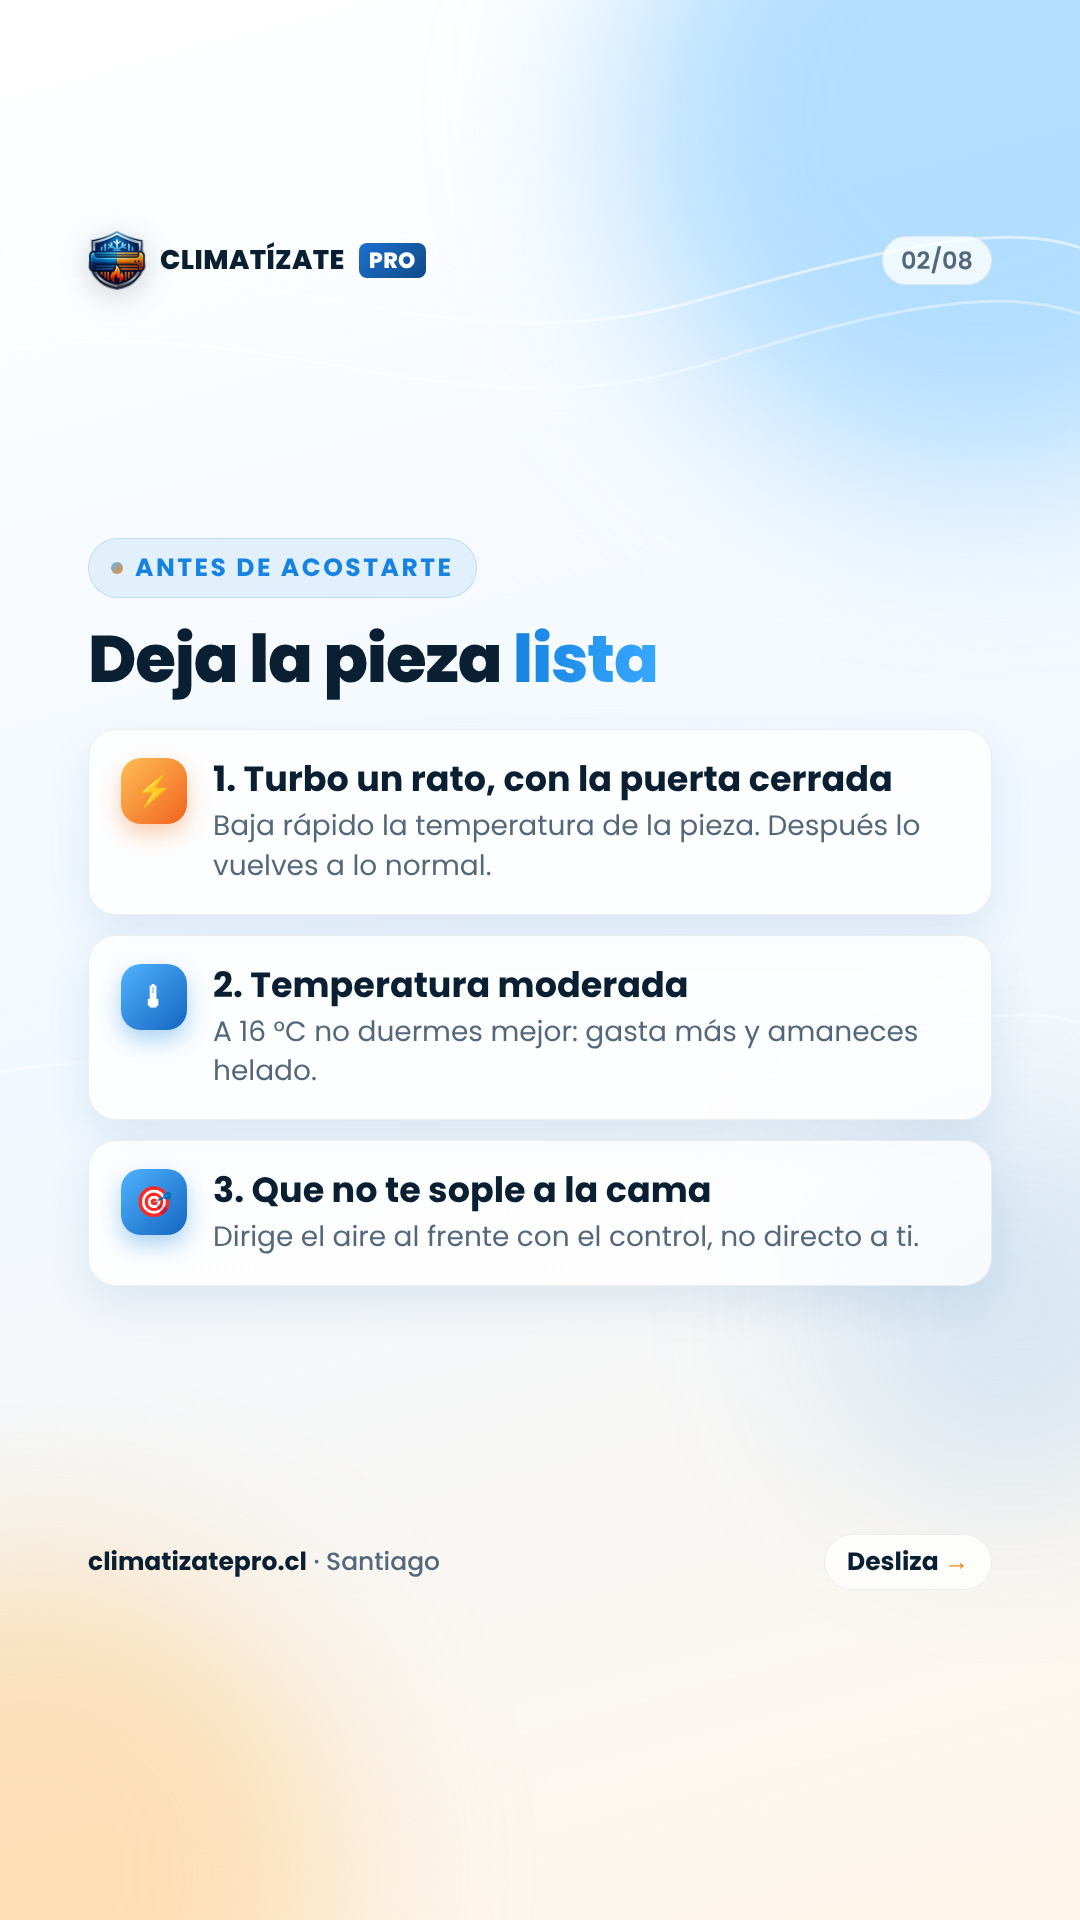 CLIMATÍZATE PRO
02/08
ANTES DE ACOSTARTE
Deja la pieza lista
1. Turbo un rato, con la puerta cerrada
Baja rápido la temperatura de la pieza. Después lo
vuelves a lo normal.
2. Temperatura moderada
A 16 °C no duermes mejor: gasta más y amaneces
helado.
3. Que no te sople a la cama
Dirige el aire al frente con el control, no directo a ti.
climatizatepro.cl · Santiago
Desliza →